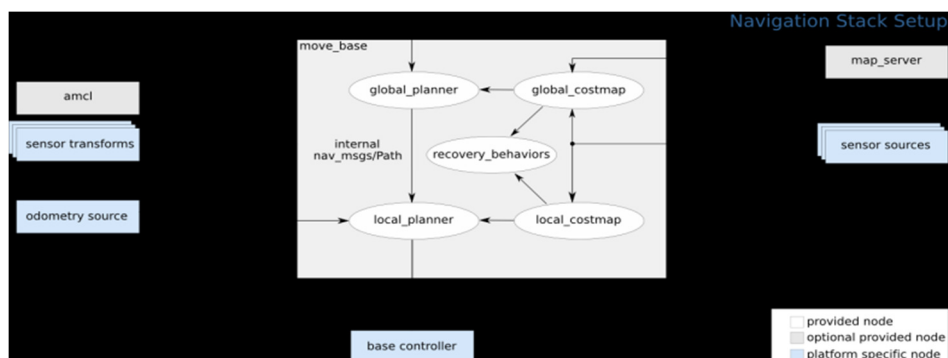 Navigation Stack Setup
move_base
map_server
global_planner
global_costmap
amcl
sensor transforms
internal
nav_msgs/Path
recovery_behaviors
sensor sources
odometry source
local_planner
local_costmap
base controller
provided node
optional provided node
platform specific node